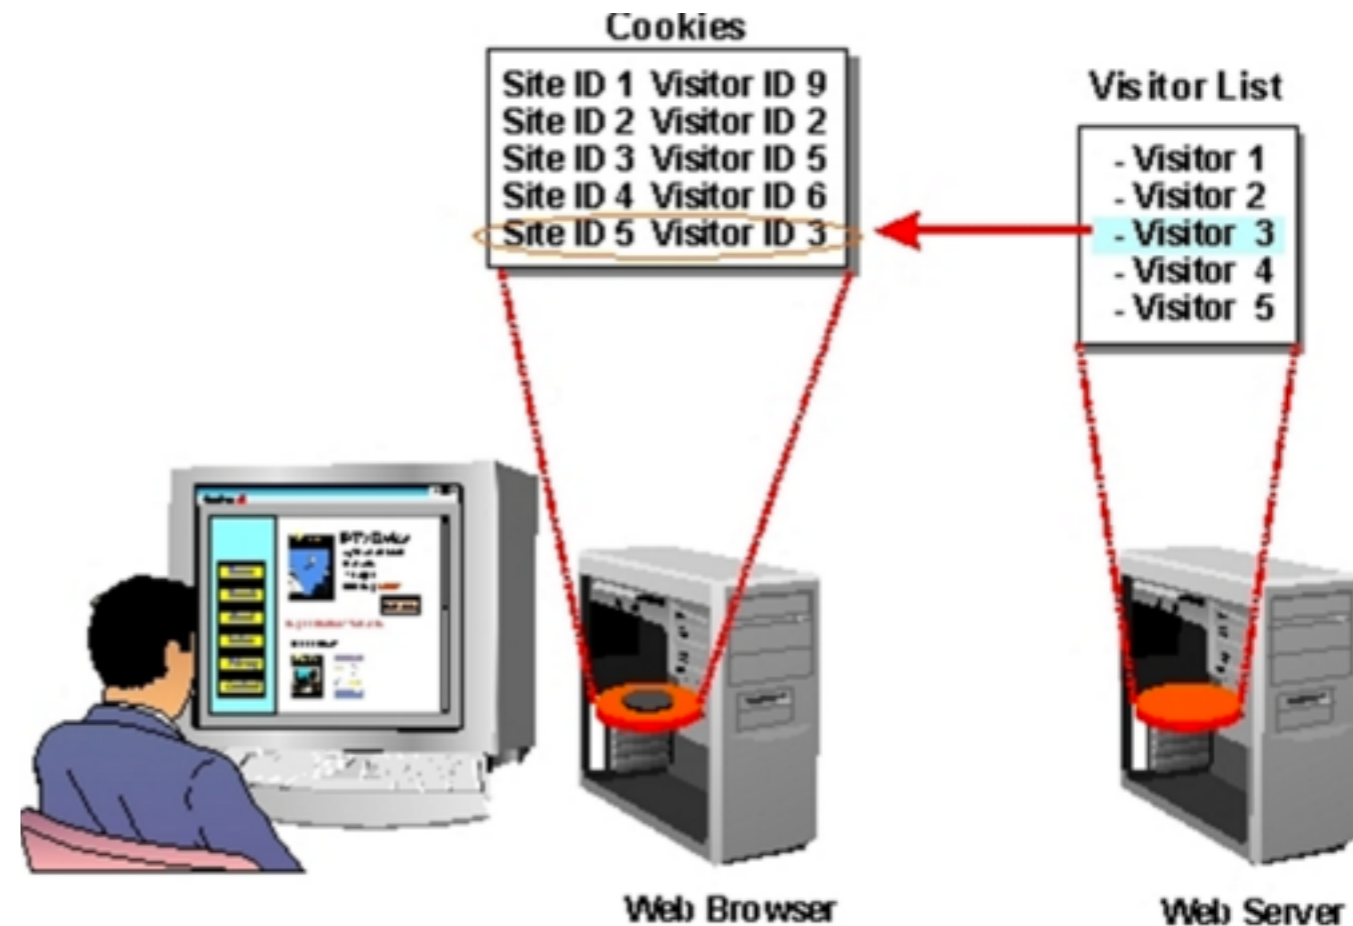 Cookies
Site ID 1 Visitor ID 9
Site ID 2 Visitor ID 2
Site ID 3 Visitor ID 5
Site ID 4 Visitor ID 6
Site ID 5 Visitor ID 3
Visitor List
- Visitor 1
- Visitor 2
- Visitor 3
- Visitor 4
- Visitor 5
Web Browser
Web Server